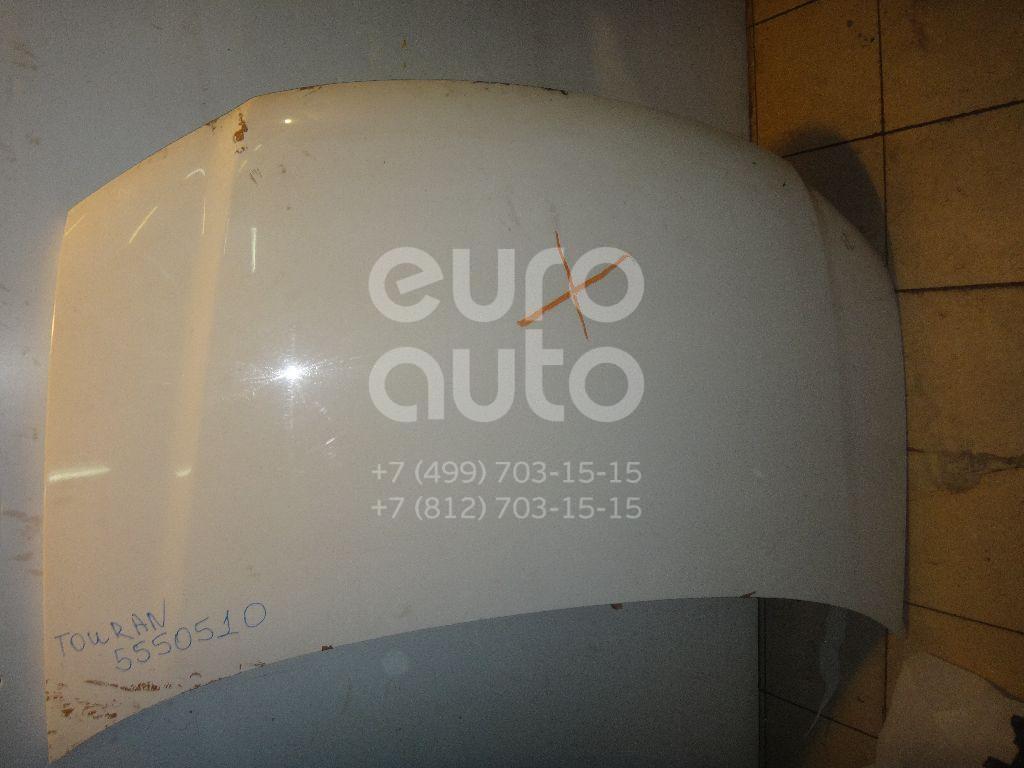 euro
auto
+7 (499) 703-15-15
+7 (812) 703-15-15
TOURAN
5550510